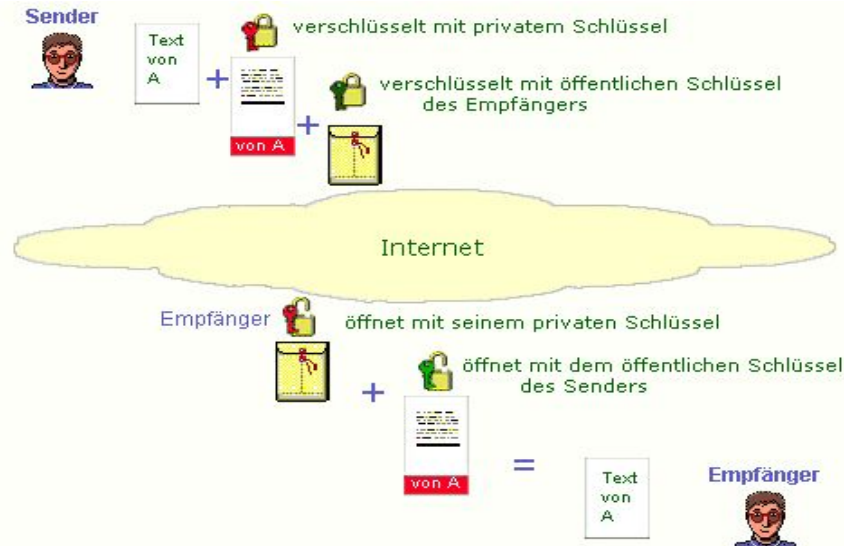 Sender
Text
von
A
verschlüsselt mit privatem Schlüssel
+
von A
verschlüsselt mit öffentlichen Schlüssel
des Empfängers
+
Internet
Empfänger
öffnet mit seinem privaten Schlüssel
+
öffnet mit dem öffentlichen Schlüssel
des Senders
von A
=
Text
von
A
Empfänger